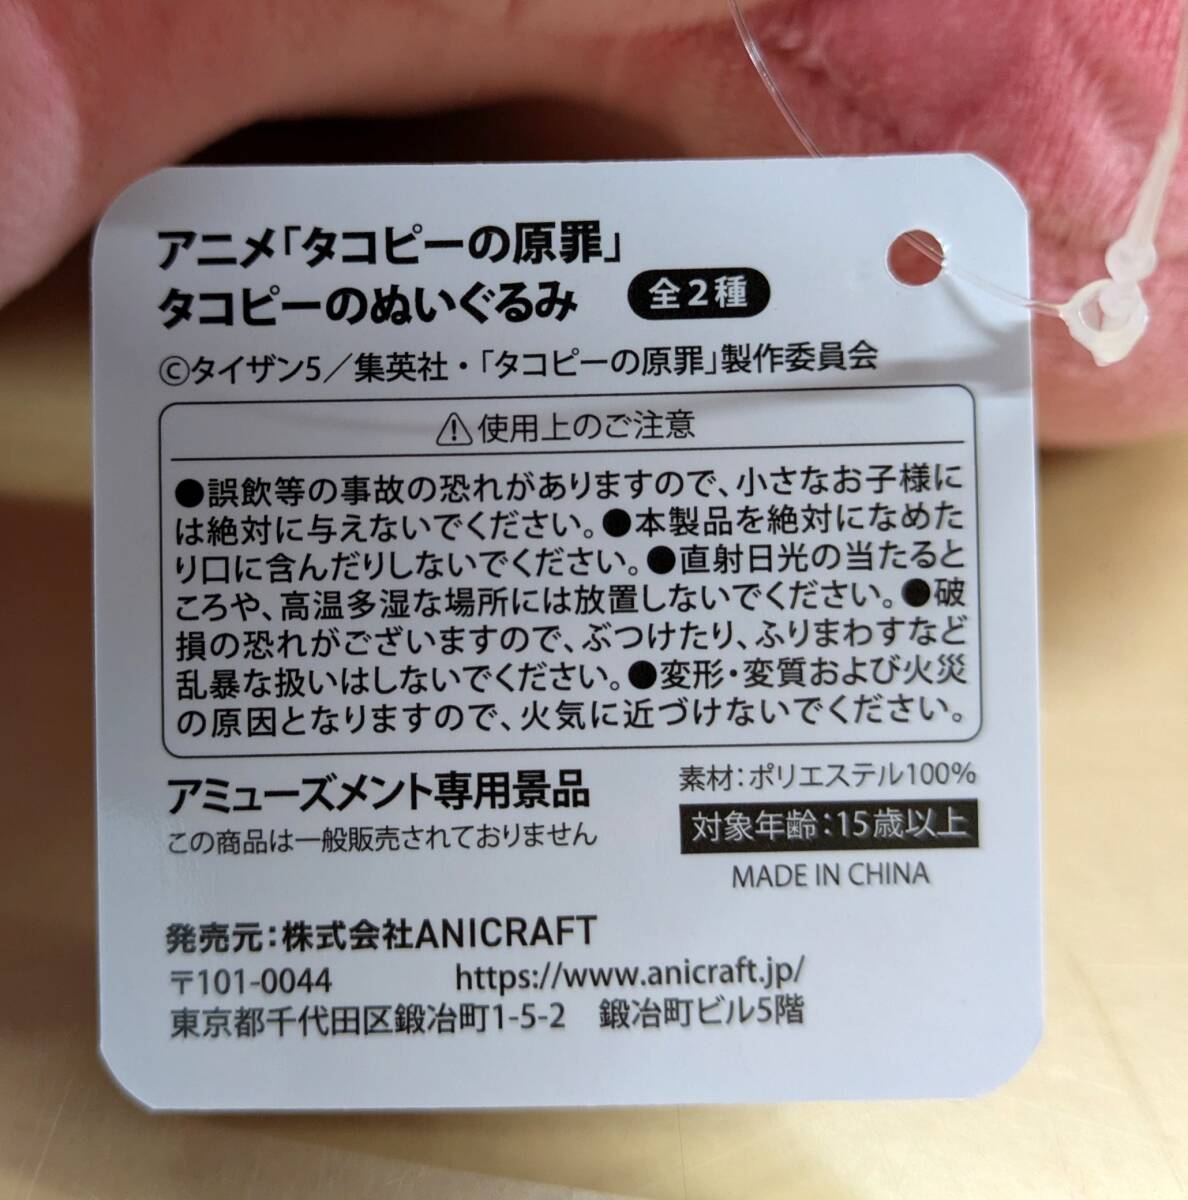 アニメ「タコピーの原罪」
タコピーのぬいぐるみ 全2種
©タイザン5／集英社・「タコピーの原罪」製作委員会
⚠使用上のご注意
●誤飲等の事故の恐れがありますので、小さなお子様に
は絶対に与えないでください。●本製品を絶対になめた
り口に含んだりしないでください。●直射日光の当たると
ころや、高温多湿な場所には放置しないでください。●破
損の恐れがございますので、ぶつけたり、ふりまわすなど
乱暴な扱いはしないでください。●変形・変質および火災
の原因となりますので、火気に近づけないでください。
アミューズメント専用景品
この商品は一般販売されておりません
素材：ポリエステル100%
対象年齢：15歳以上
MADE IN CHINA
発売元：株式会社ANICRAFT
〒101-0044 https://www.anicraft.jp/
東京都千代田区鍛冶町1-5-2 鍛冶町ビル5階